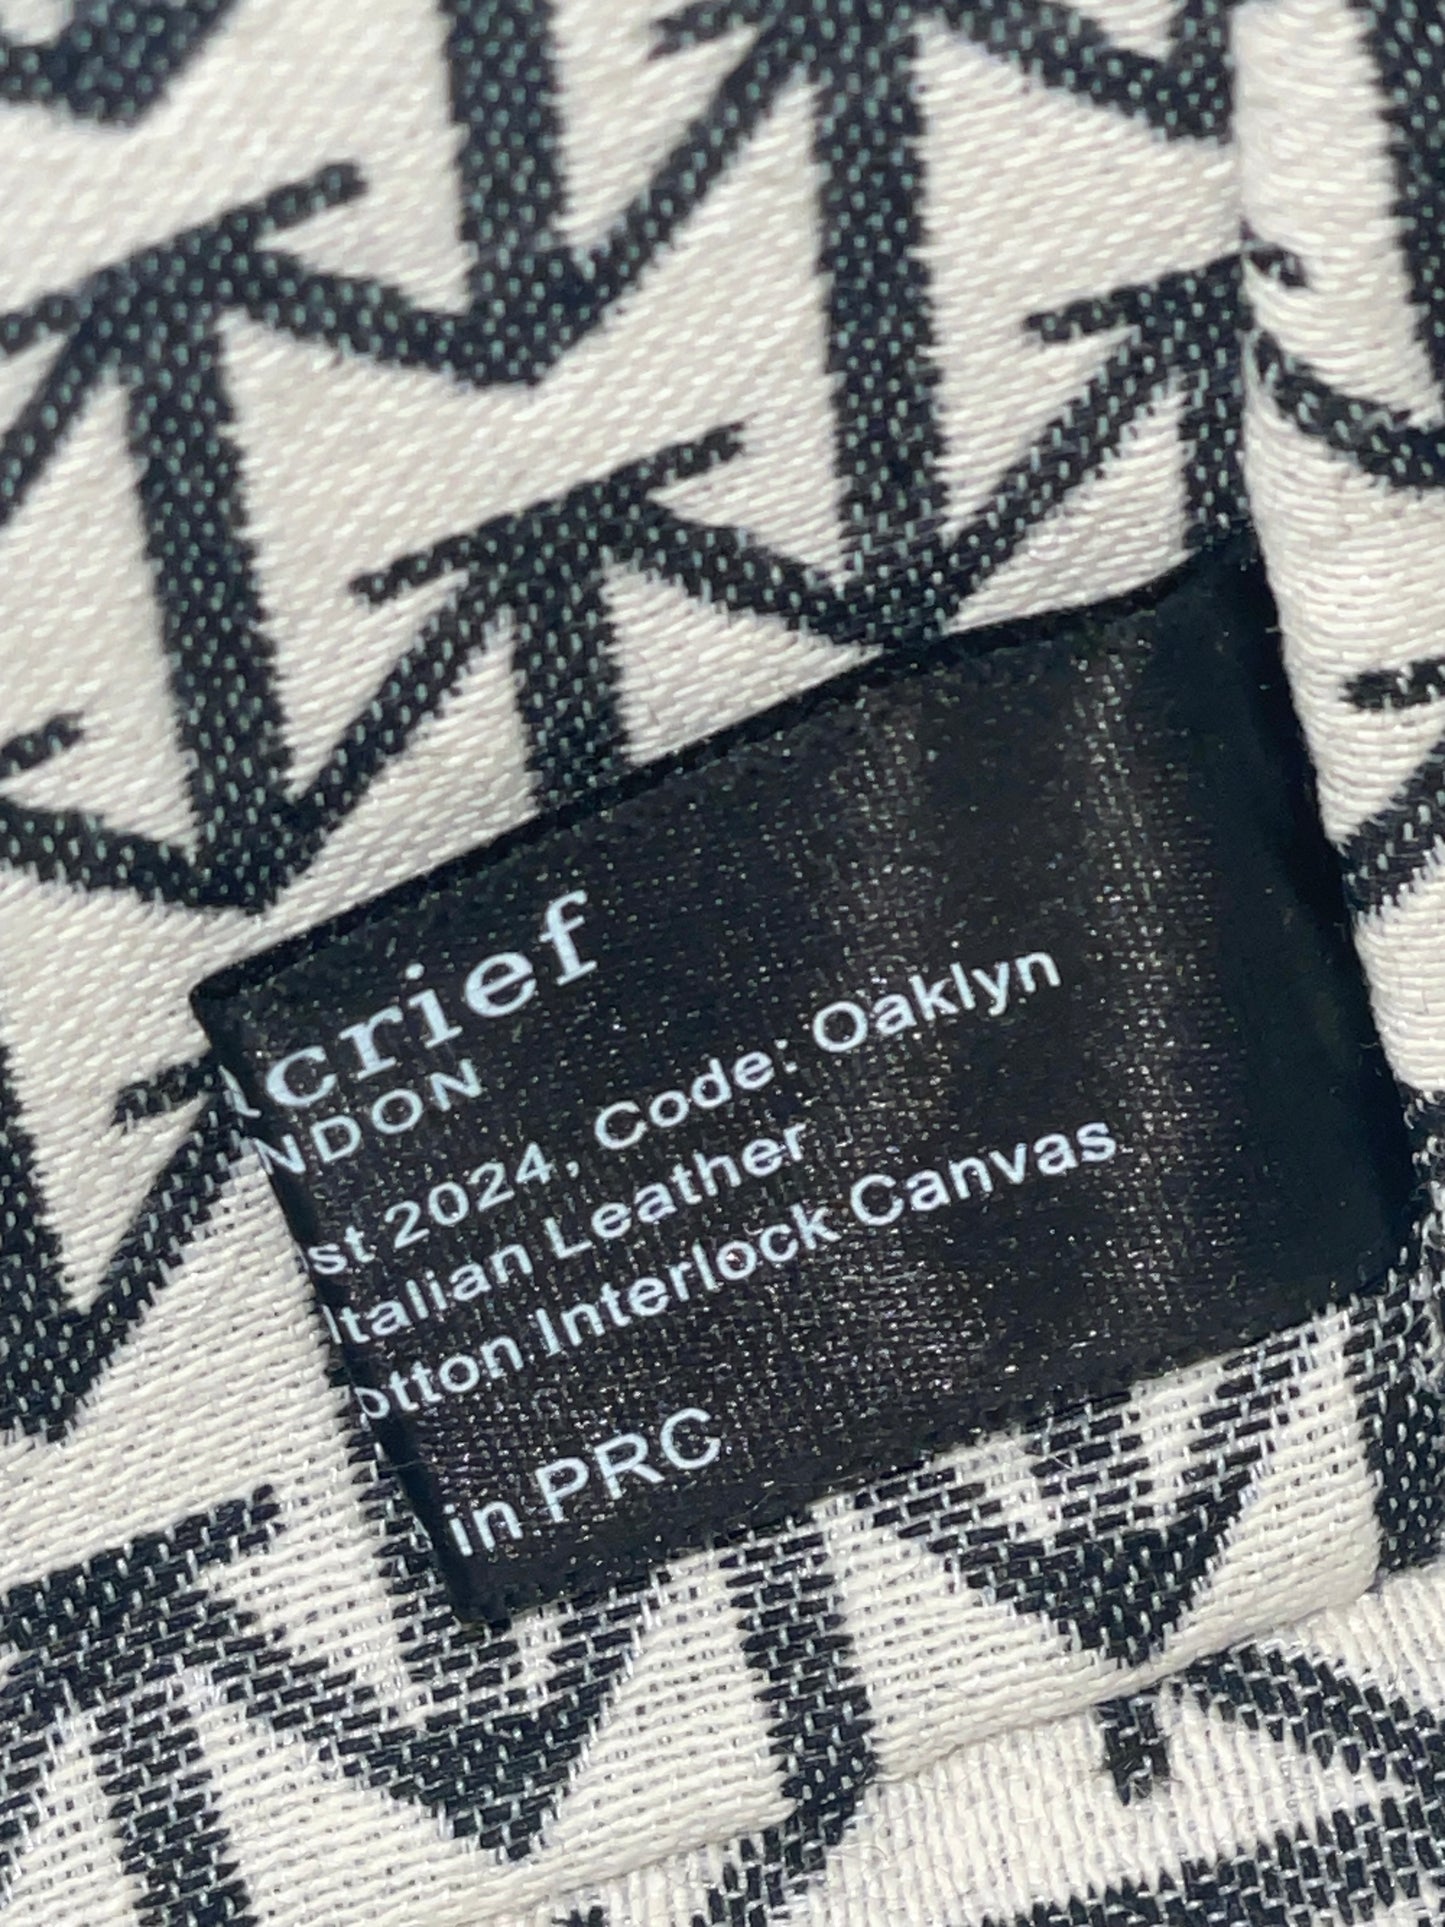 crief
NDON
st 2024, Code: Oaklyn
Italian Leather
otton Interlock Canvas
in PRC